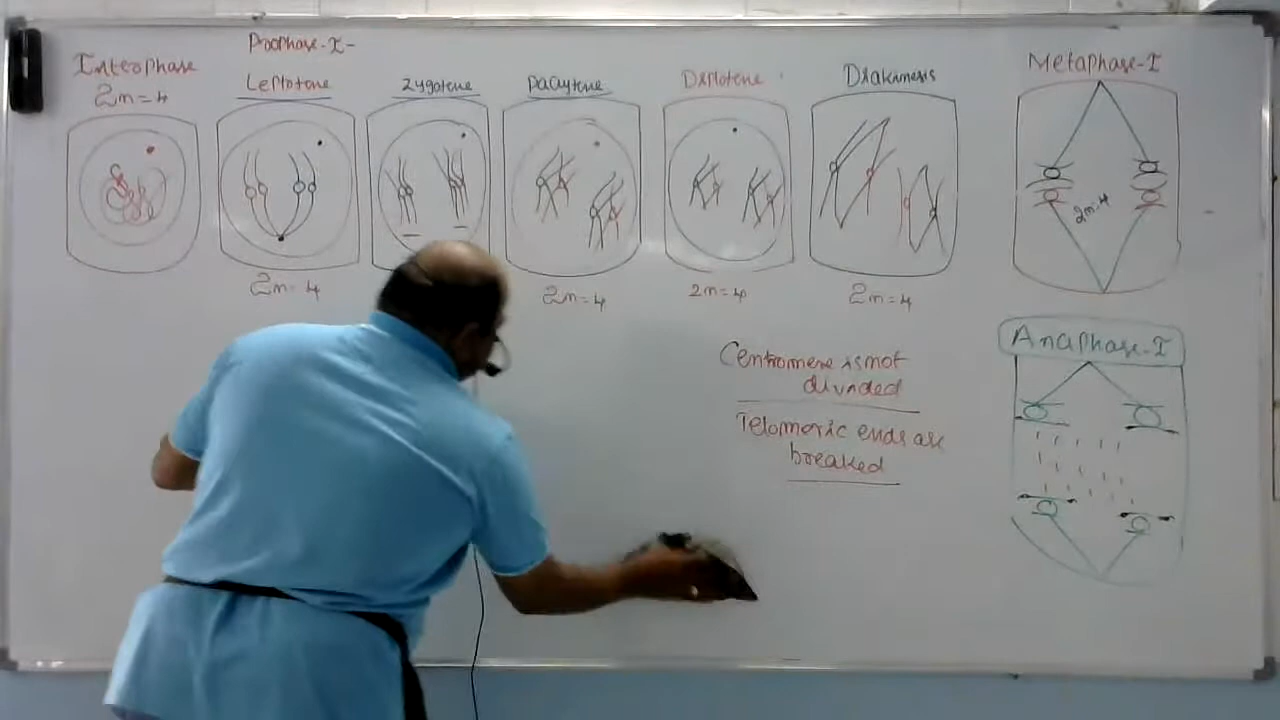 Interphase
2n=4
Prophase-I-
Leptotene
2n=4
Zygotene
Pacytene
2n=4
Diplotene
2n=4
Diakinesis
2n=4
Metaphase-I
2n=4
Centromere is not
divided
Telomeric ends are
breaked
Anaphase-I